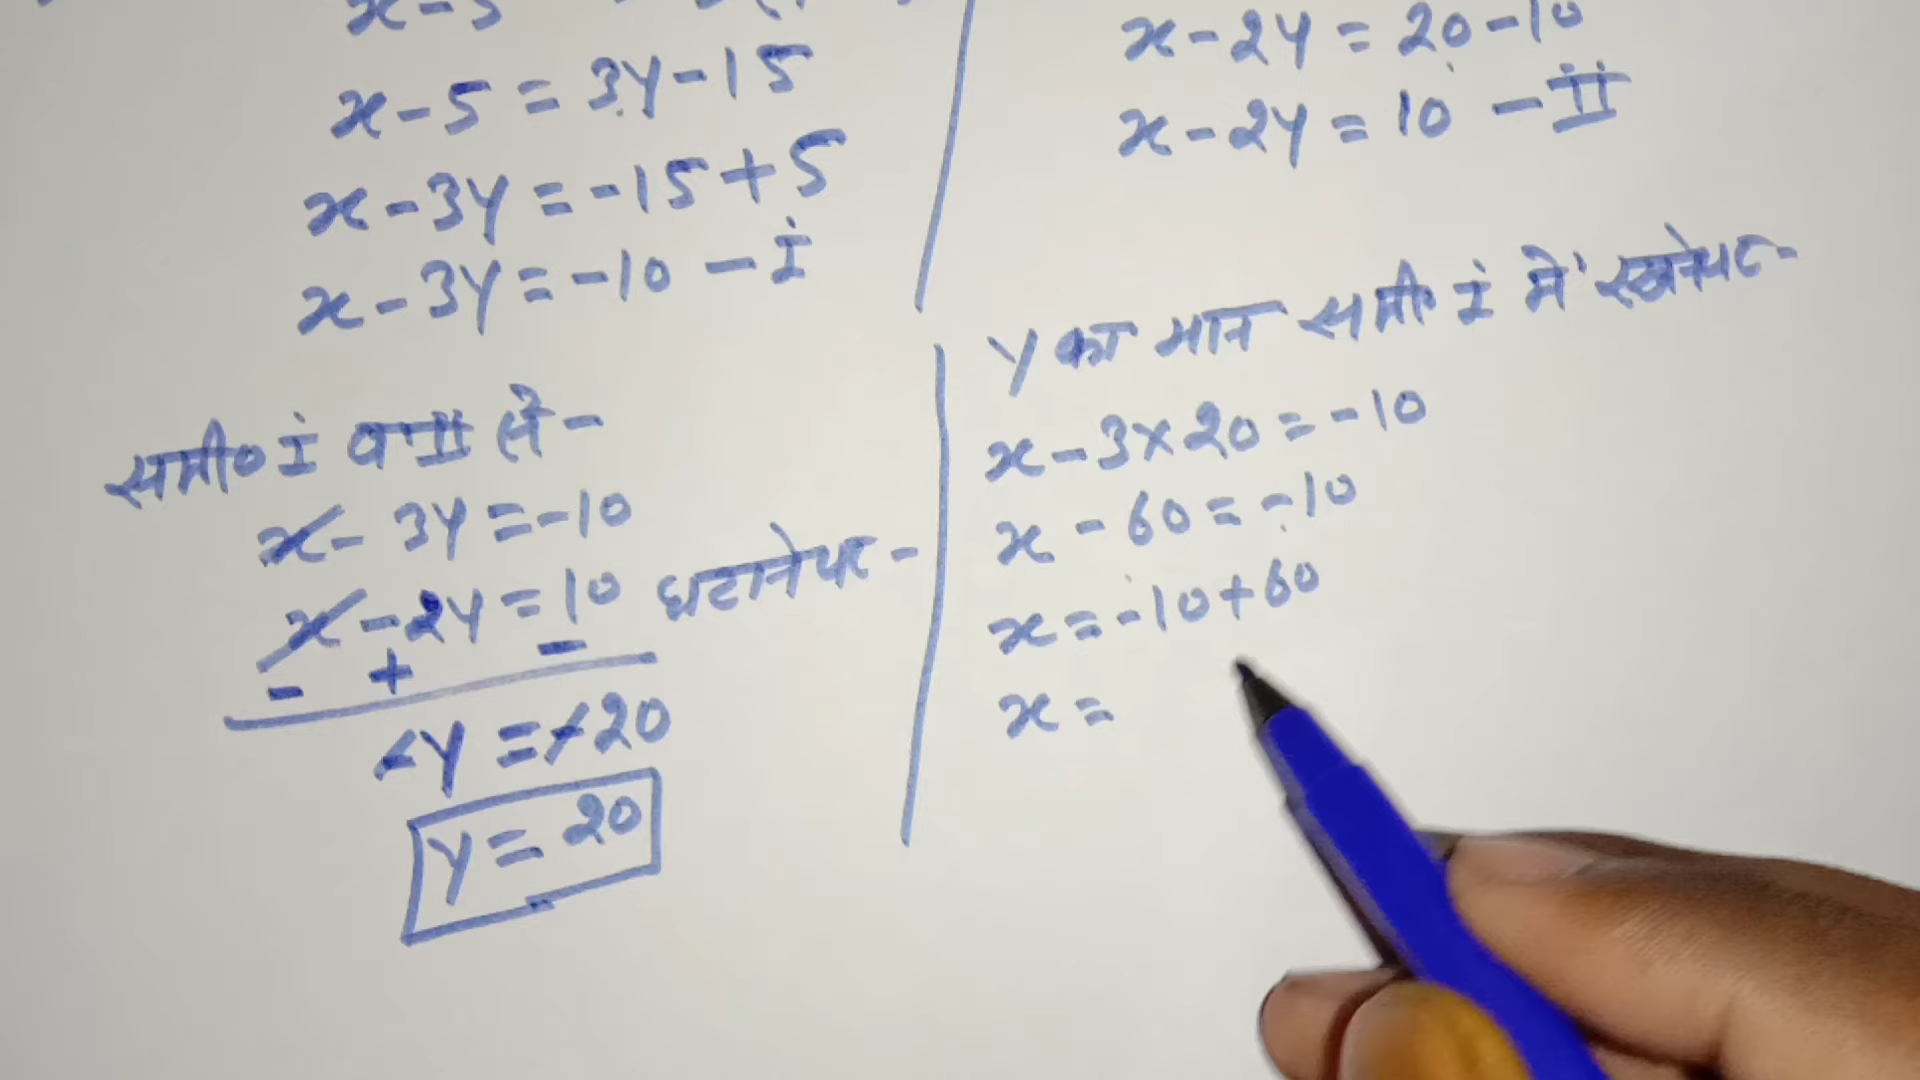 x-5
x-5=3y-15
x-3y=-15+5
x-3y=-10 -I
x-2y=20-10
x-2y=10 -II
समी० I व II से-
x-3y=-10
x-2y=10 घटाने पर-
- + -
-y=-20
y=20
y का मान समी० I में रखने पर-
x-3×20=-10
x-60=-10
x=-10+60
x=